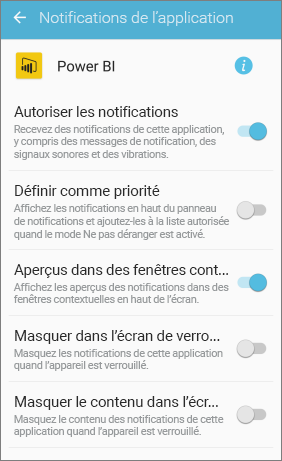 Notifications de l'application
Power BI
Autoriser les notifications
Recevez des notifications de cette application,
y compris des messages de notification, des
signaux sonores et des vibrations.
Définir comme priorité
Affichez les notifications en haut du panneau
de notifications et ajoutez-les à la liste autorisée
quand le mode Ne pas déranger est activé.
Aperçus dans des fenêtres cont...
Affichez les aperçus des notifications dans des
fenêtres contextuelles en haut de l'écran.
Masquer dans l'écran de verro...
Masquez les notifications de cette application
quand l'appareil est verrouillé.
Masquer le contenu dans l'écr...
Masquez le contenu des notifications de cette
application quand l'appareil est verrouillé.